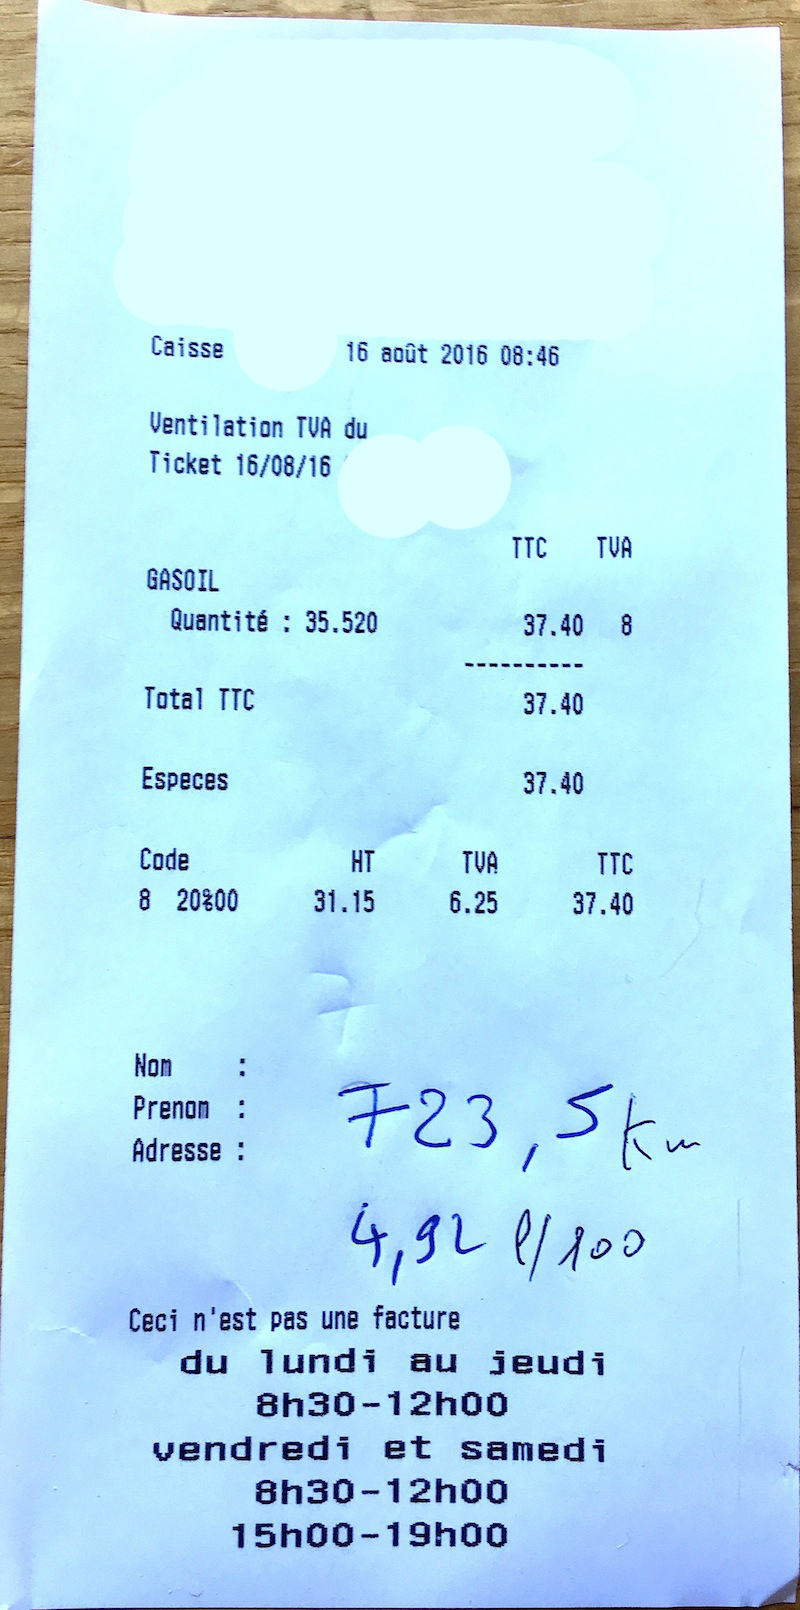 Caisse 16 août 2016 08:46
Ventilation TVA du
Ticket 16/08/16
TTC TVA
GASOIL
Quantité : 35.520 37.40 8
----------
Total TTC 37.40
Especes 37.40
Code HT TVA TTC
8 20%00 31.15 6.25 37.40
Nom :
Prenom :
Adresse :
723,5 km
4,92 l/100
Ceci n'est pas une facture
du lundi au jeudi
8h30-12h00
vendredi et samedi
8h30-12h00
15h00-19h00